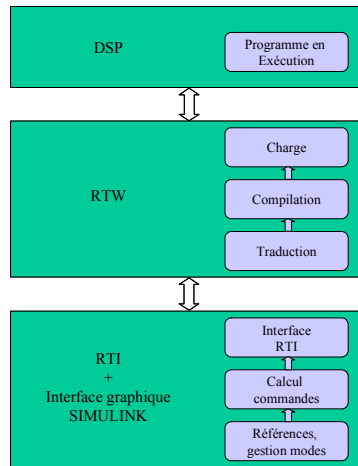 DSP
Programme en
Exécution
RTW
Charge
Compilation
Traduction
RTI
+
Interface graphique
SIMULINK
Interface
RTI
Calcul
commandes
Références,
gestion modes